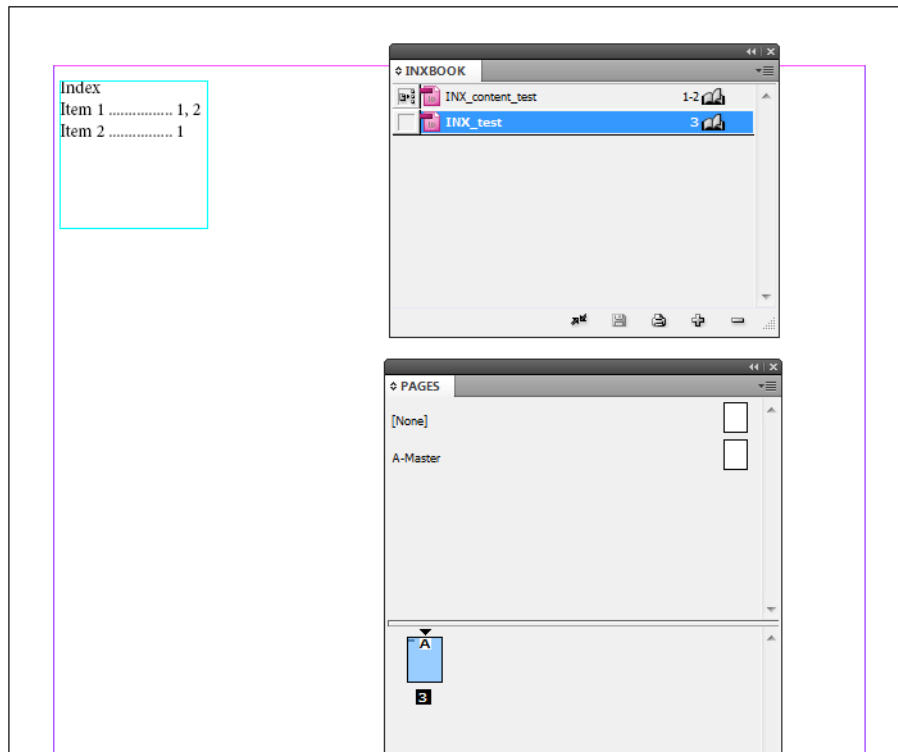 Index
Item 1 ................ 1, 2
Item 2 ................ 1
INXBOOK
INX_content_test 1-2
INX_test 3
PAGES
[None]
A-Master
A
3